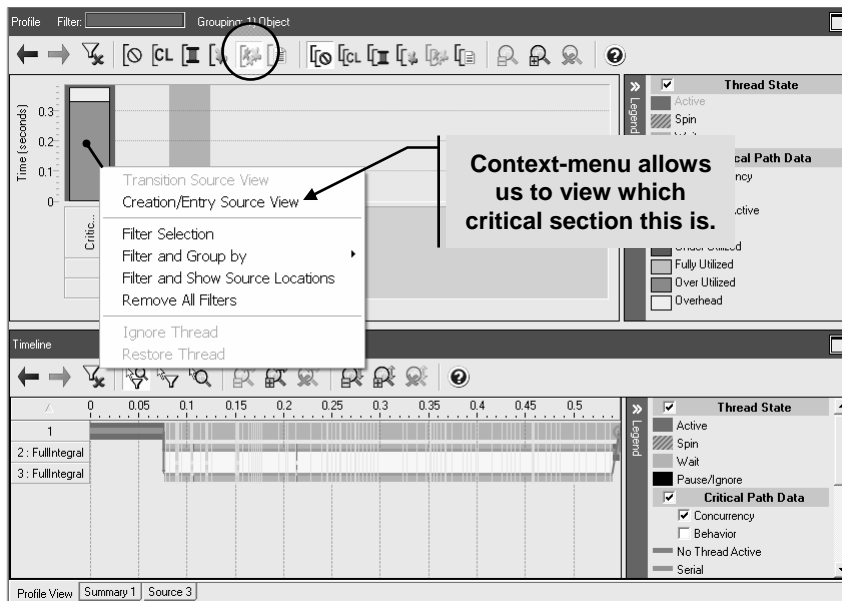 Profile Filter: Grouping: 1) Object
CL CL
Time (seconds)
0.3
0.2
0.1
0
Critic...
Legend
Thread State
Active
Spin
Transition Source View
Creation/Entry Source View
Filter Selection
Filter and Group by
Filter and Show Source Locations
Remove All Filters
Ignore Thread
Restore Thread
Context-menu allows
us to view which
critical section this is.
cal Path Data
ncy
Active
Fully Utilized
Over Utilized
Overhead
Timeline
0 0.05 0.1 0.15 0.2 0.25 0.3 0.35 0.4 0.45 0.5
1
2 : FullIntegral
3 : FullIntegral
Legend
Thread State
Active
Spin
Wait
Pause/Ignore
Critical Path Data
Concurrency
Behavior
No Thread Active
Serial
Profile View Summary 1 Source 3